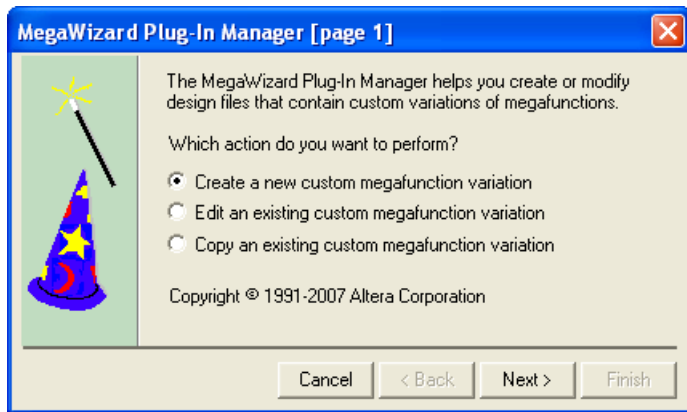 MegaWizard Plug-In Manager [page 1]
The MegaWizard Plug-In Manager helps you create or modify
design files that contain custom variations of megafunctions.
Which action do you want to perform?
Create a new custom megafunction variation
Edit an existing custom megafunction variation
Copy an existing custom megafunction variation
Copyright © 1991-2007 Altera Corporation
Cancel < Back Next > Finish